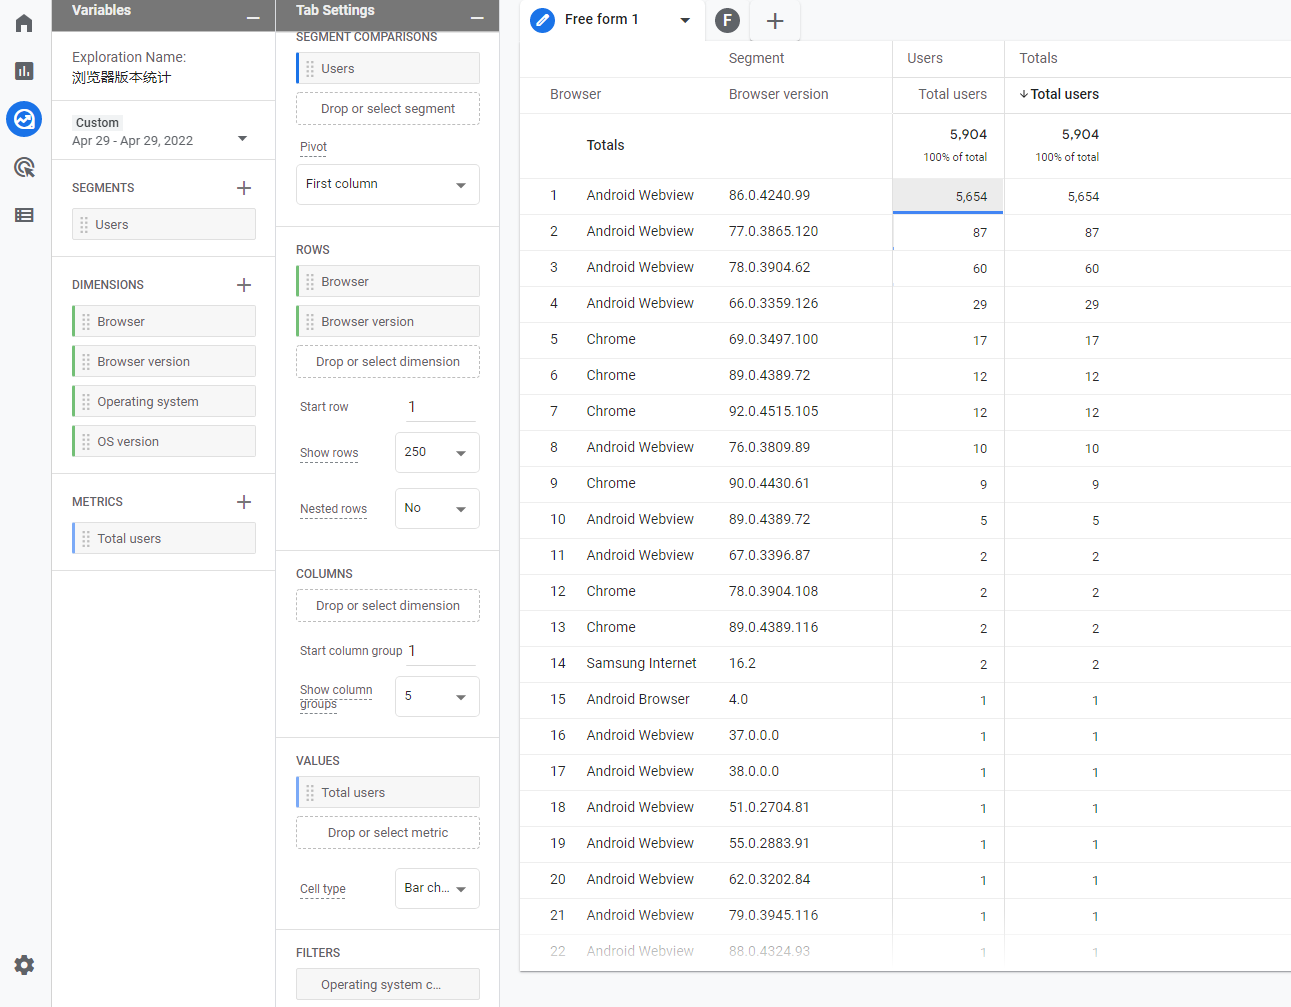 Variables
Exploration Name:
浏览器版本统计
Custom
Apr 29 - Apr 29, 2022
SEGMENTS
Users
DIMENSIONS
Browser
Browser version
Operating system
OS version
METRICS
Total users
Tab Settings
SEGMENT COMPARISONS
Users
Drop or select segment
Pivot
First column
ROWS
Browser
Browser version
Drop or select dimension
Start row 1
Show rows 250
Nested rows No
COLUMNS
Drop or select dimension
Start column group 1
Show column groups 5
VALUES
Total users
Drop or select metric
Cell type Bar ch...
FILTERS
Operating system c...
Free form 1 F
Segment Users Totals
Browser Browser version Total users ↓Total users
Totals 5,904 5,904
100% of total 100% of total
1 Android Webview 86.0.4240.99 5,654 5,654
2 Android Webview 77.0.3865.120 87 87
3 Android Webview 78.0.3904.62 60 60
4 Android Webview 66.0.3359.126 29 29
5 Chrome 69.0.3497.100 17 17
6 Chrome 89.0.4389.72 12 12
7 Chrome 92.0.4515.105 12 12
8 Android Webview 76.0.3809.89 10 10
9 Chrome 90.0.4430.61 9 9
10 Android Webview 89.0.4389.72 5 5
11 Android Webview 67.0.3396.87 2 2
12 Chrome 78.0.3904.108 2 2
13 Chrome 89.0.4389.116 2 2
14 Samsung Internet 16.2 2 2
15 Android Browser 4.0 1 1
16 Android Webview 37.0.0.0 1 1
17 Android Webview 38.0.0.0 1 1
18 Android Webview 51.0.2704.81 1 1
19 Android Webview 55.0.2883.91 1 1
20 Android Webview 62.0.3202.84 1 1
21 Android Webview 79.0.3945.116 1 1
22 Android Webview 88.0.4324.93 1 1